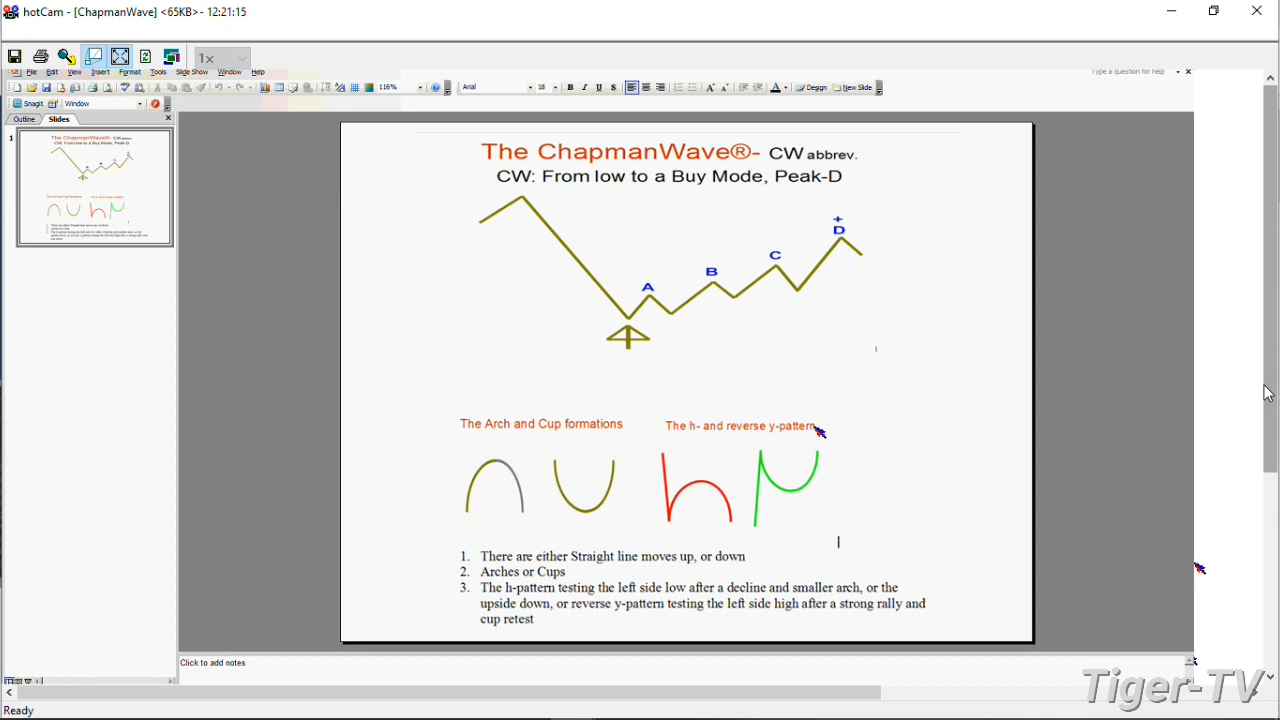 hotCam - [ChapmanWave] <65KB> - 12:21:15
1x
File Edit View Insert Format Tools Slide Show Window Help
Type a question for help
116%
Arial
18
B I U S
Design
New Slide
Snagit
Window
Outline
Slides
1
The ChapmanWave®- CW abbrev.
CW: From low to a Buy Mode, Peak-D
+
D
C
B
A
The Arch and Cup formations
The h- and reverse y-pattern
1. There are either Straight line moves up, or down
2. Arches or Cups
3. The h-pattern testing the left side low after a decline and smaller arch, or the
upside down, or reverse y-pattern testing the left side high after a strong rally and
cup retest
Click to add notes
Tiger-TV
Ready